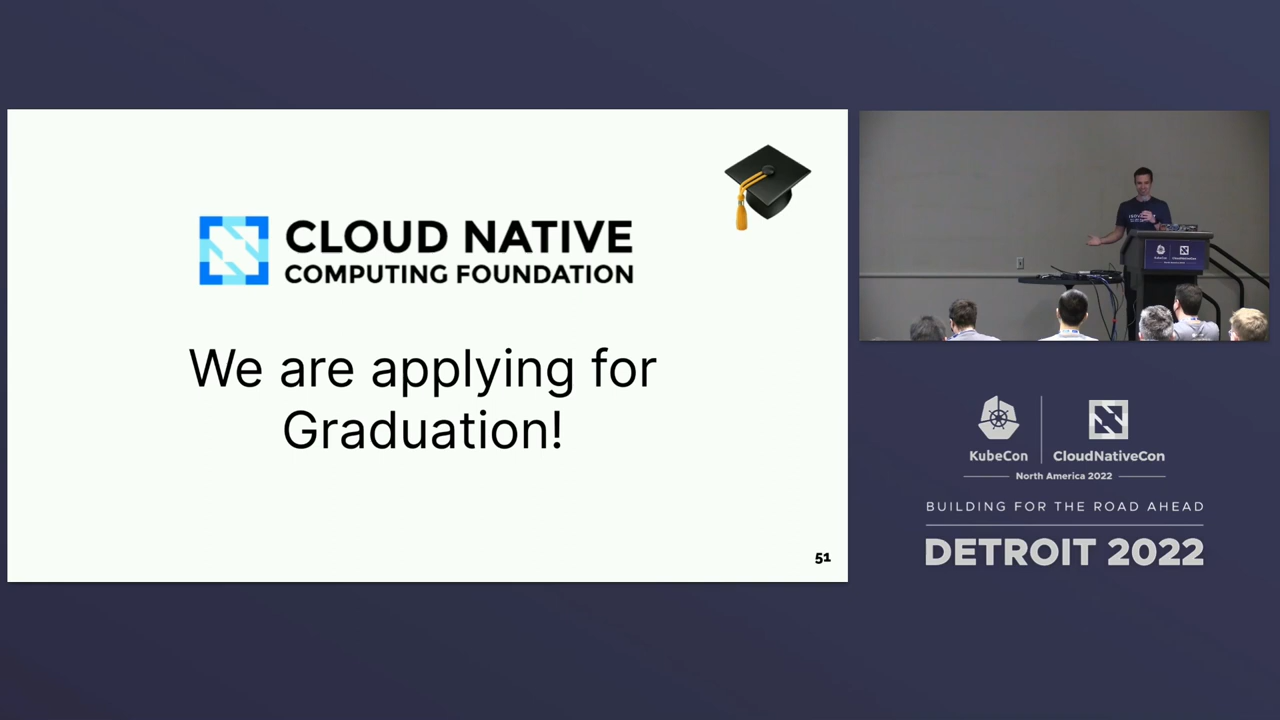 CLOUD NATIVE
COMPUTING FOUNDATION
We are applying for
Graduation!
51
KubeCon
CloudNativeCon
North America 2022
BUILDING FOR THE ROAD AHEAD
DETROIT 2022